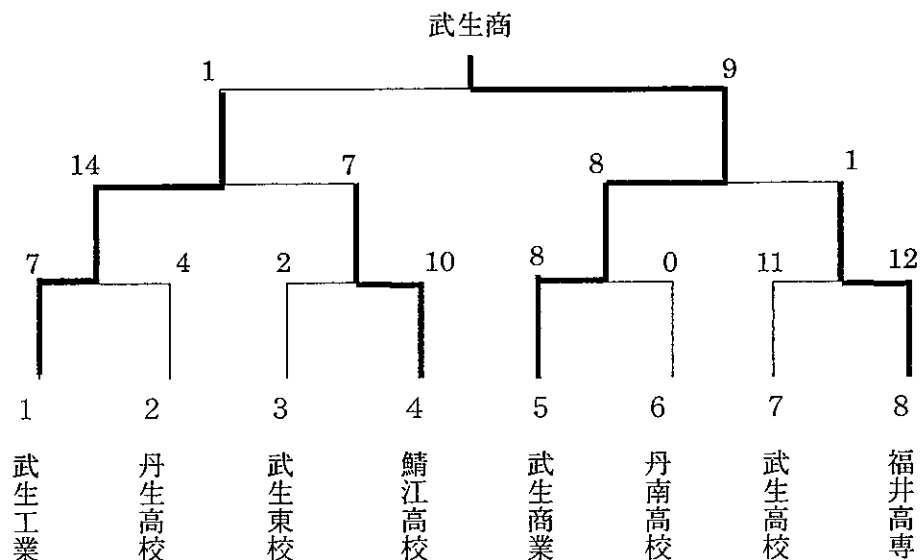 武生商
1 9
14 7 8 1
7 4 2 10 8 0 11 12
1 2 3 4 5 6 7 8
武生工業
丹生高校
武生東校
鯖江高校
武生商業
丹南高校
武生高校
福井高専